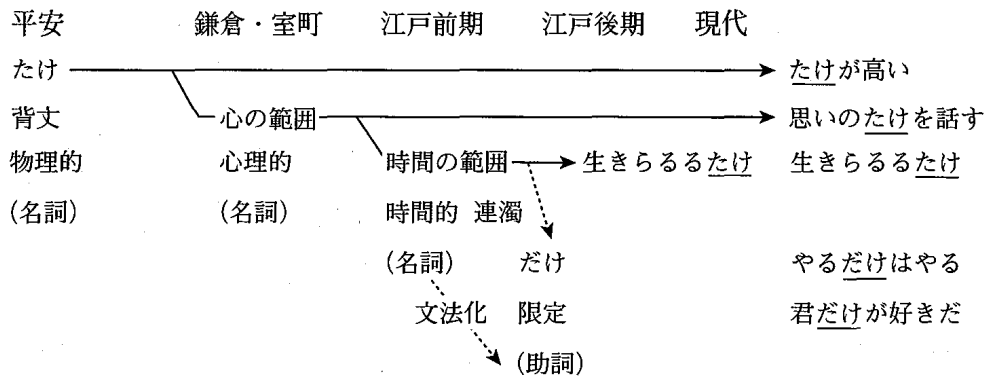 平安 鎌倉・室町 江戸前期 江戸後期 現代
たけ たけが高い
背丈 心の範囲 思いのたけを話す
物理的 心理的 時間の範囲 生きらるるたけ 生きらるるたけ
(名詞) (名詞) 時間的 連濁
(名詞) だけ やるだけはやる
文法化 限定 君だけが好きだ
(助詞)